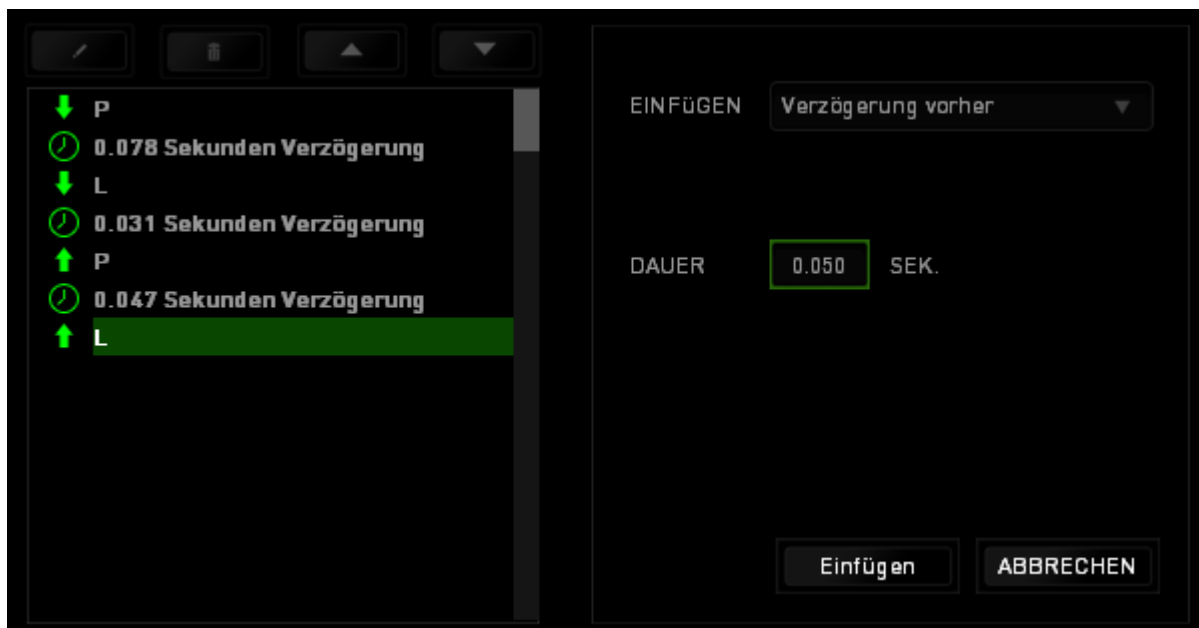 P
0.078 Sekunden Verzögerung
L
0.031 Sekunden Verzögerung
P
0.047 Sekunden Verzögerung
L
EINFüGEN Verzögerung vorher
DAUER 0.050 SEK.
Einfügen ABBRECHEN